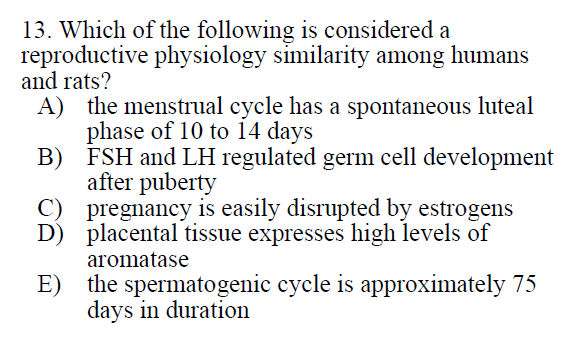 13. Which of the following is considered a
reproductive physiology similarity among humans
and rats?
A) the menstrual cycle has a spontaneous luteal
phase of 10 to 14 days
B) FSH and LH regulated germ cell development
after puberty
C) pregnancy is easily disrupted by estrogens
D) placental tissue expresses high levels of
aromatase
E) the spermatogenic cycle is approximately 75
days in duration